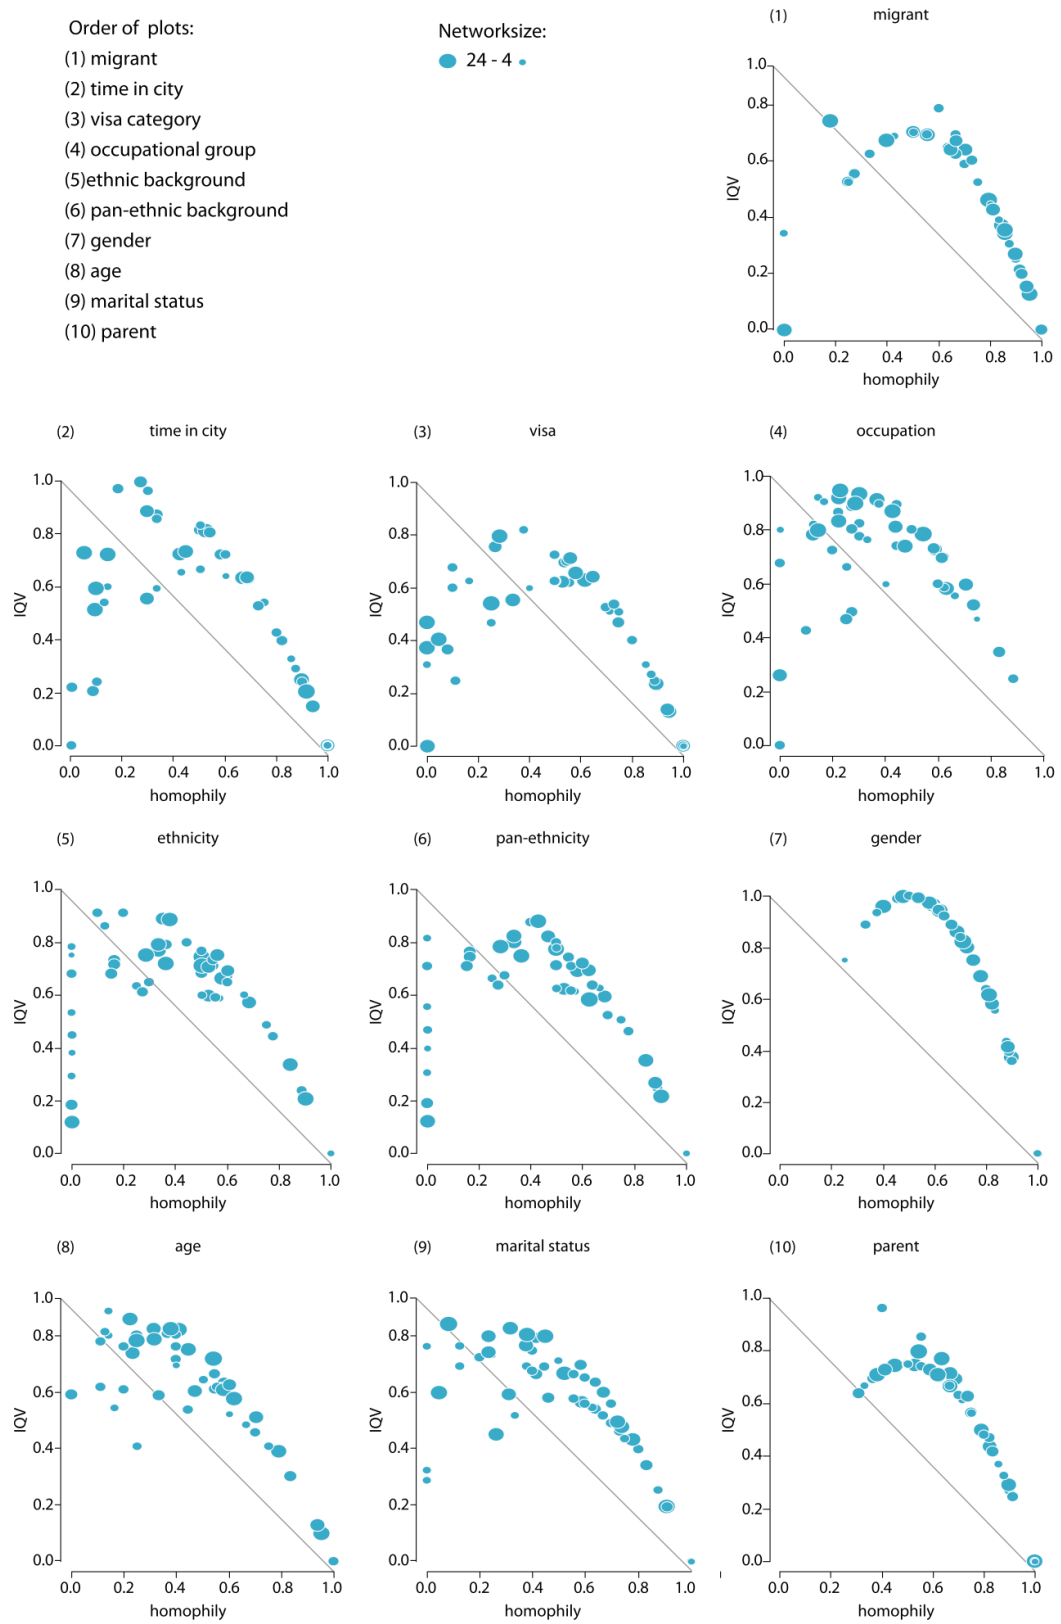 Order of plots:
(1) migrant
(2) time in city
(3) visa category
(4) occupational group
(5)ethnic background
(6) pan-ethnic background
(7) gender
(8) age
(9) marital status
(10) parent
Networksize:
24 - 4
(1) migrant
1.0
0.8
0.6
0.4
0.2
0.0
IQV
0.0 0.2 0.4 0.6 0.8 1.0
homophily
(2) time in city
1.0
0.8
0.6
0.4
0.2
0.0
IQV
0.0 0.2 0.4 0.6 0.8 1.0
homophily
(3) visa
1.0
0.8
0.6
0.4
0.2
0.0
IQV
0.0 0.2 0.4 0.6 0.8 1.0
homophily
(4) occupation
1.0
0.8
0.6
0.4
0.2
0.0
IQV
0.0 0.2 0.4 0.6 0.8 1.0
homophily
(5) ethnicity
1.0
0.8
0.6
0.4
0.2
0.0
IQV
0.0 0.2 0.4 0.6 0.8 1.0
homophily
(6) pan-ethnicity
1.0
0.8
0.6
0.4
0.2
0.0
IQV
0.0 0.2 0.4 0.6 0.8 1.0
homophily
(7) gender
1.0
0.8
0.6
0.4
0.2
0.0
IQV
0.0 0.2 0.4 0.6 0.8 1.0
homophily
(8) age
1.0
0.8
0.6
0.4
0.2
0.0
IQV
0.0 0.2 0.4 0.6 0.8 1.0
homophily
(9) marital status
1.0
0.8
0.6
0.4
0.2
0.0
IQV
0.0 0.2 0.4 0.6 0.8 1.0
homophily
(10) parent
1.0
0.8
0.6
0.4
0.2
0.0
IQV
0.0 0.2 0.4 0.6 0.8 1.0
homophily